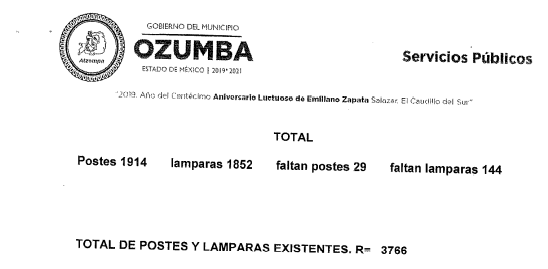 GOBIERNO DEL MUNICIPIO
OZUMBA
ESTADO DE MÉXICO | 2019*2021
Atzompa
Servicios Públicos
"2019. Año del Centécimo Aniversario Luctuoso de Emiliano Zapata Salazar. El Caudillo del Sur"
TOTAL
Postes 1914 lamparas 1852 faltan postes 29 faltan lamparas 144
TOTAL DE POSTES Y LAMPARAS EXISTENTES. R= 3766